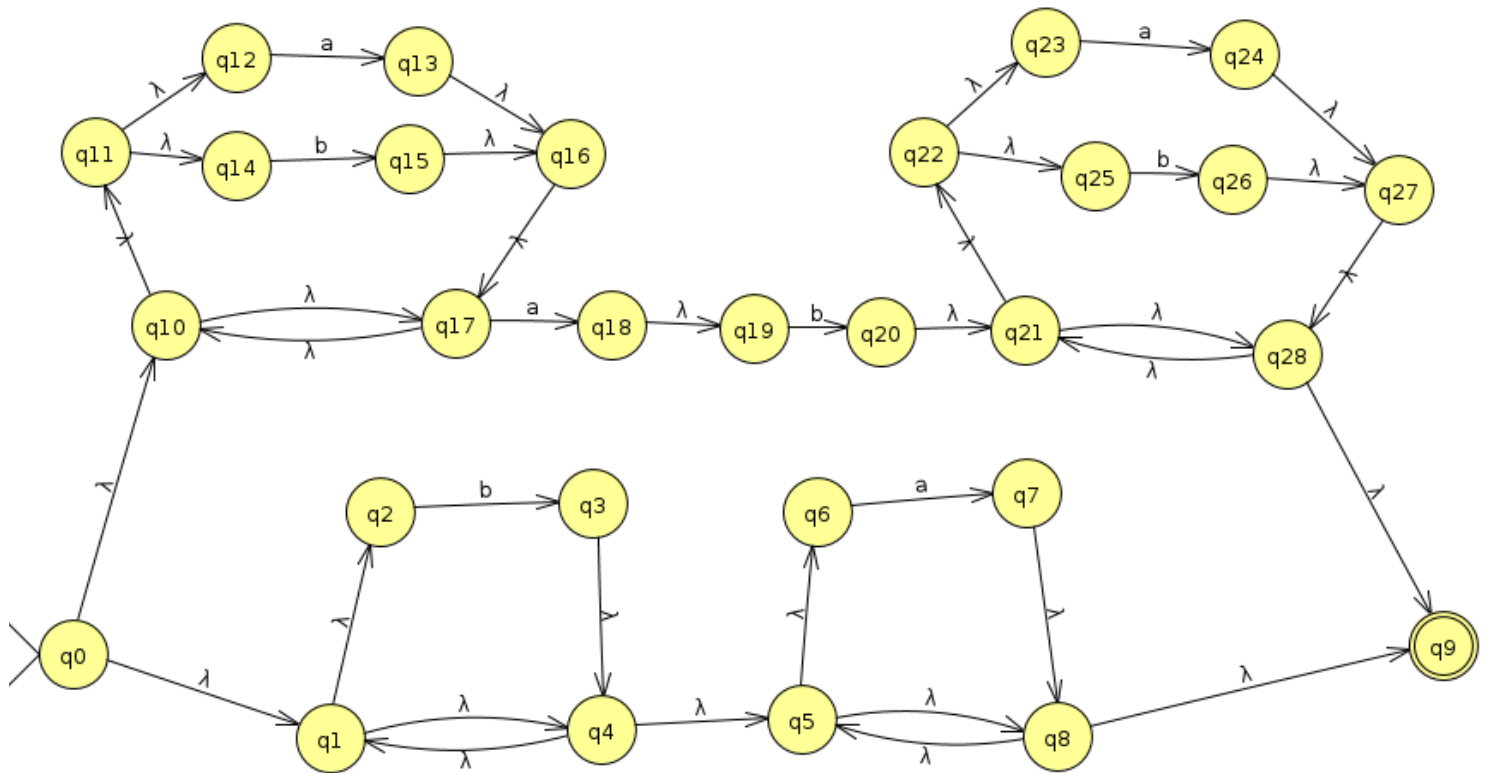 q12 a q13
λ λ
q11 λ q14 b q15 λ q16
λ λ
q10 λ q17 a q18 λ q19 b q20 λ q21 λ q28
λ λ
q23 a q24
λ λ
q22 λ q25 b q26 λ q27
λ λ
λ λ
q2 b q3 q6 a q7
λ λ λ λ
q0 λ q9
q1 λ q4 λ q5 λ q8 λ
λ λ